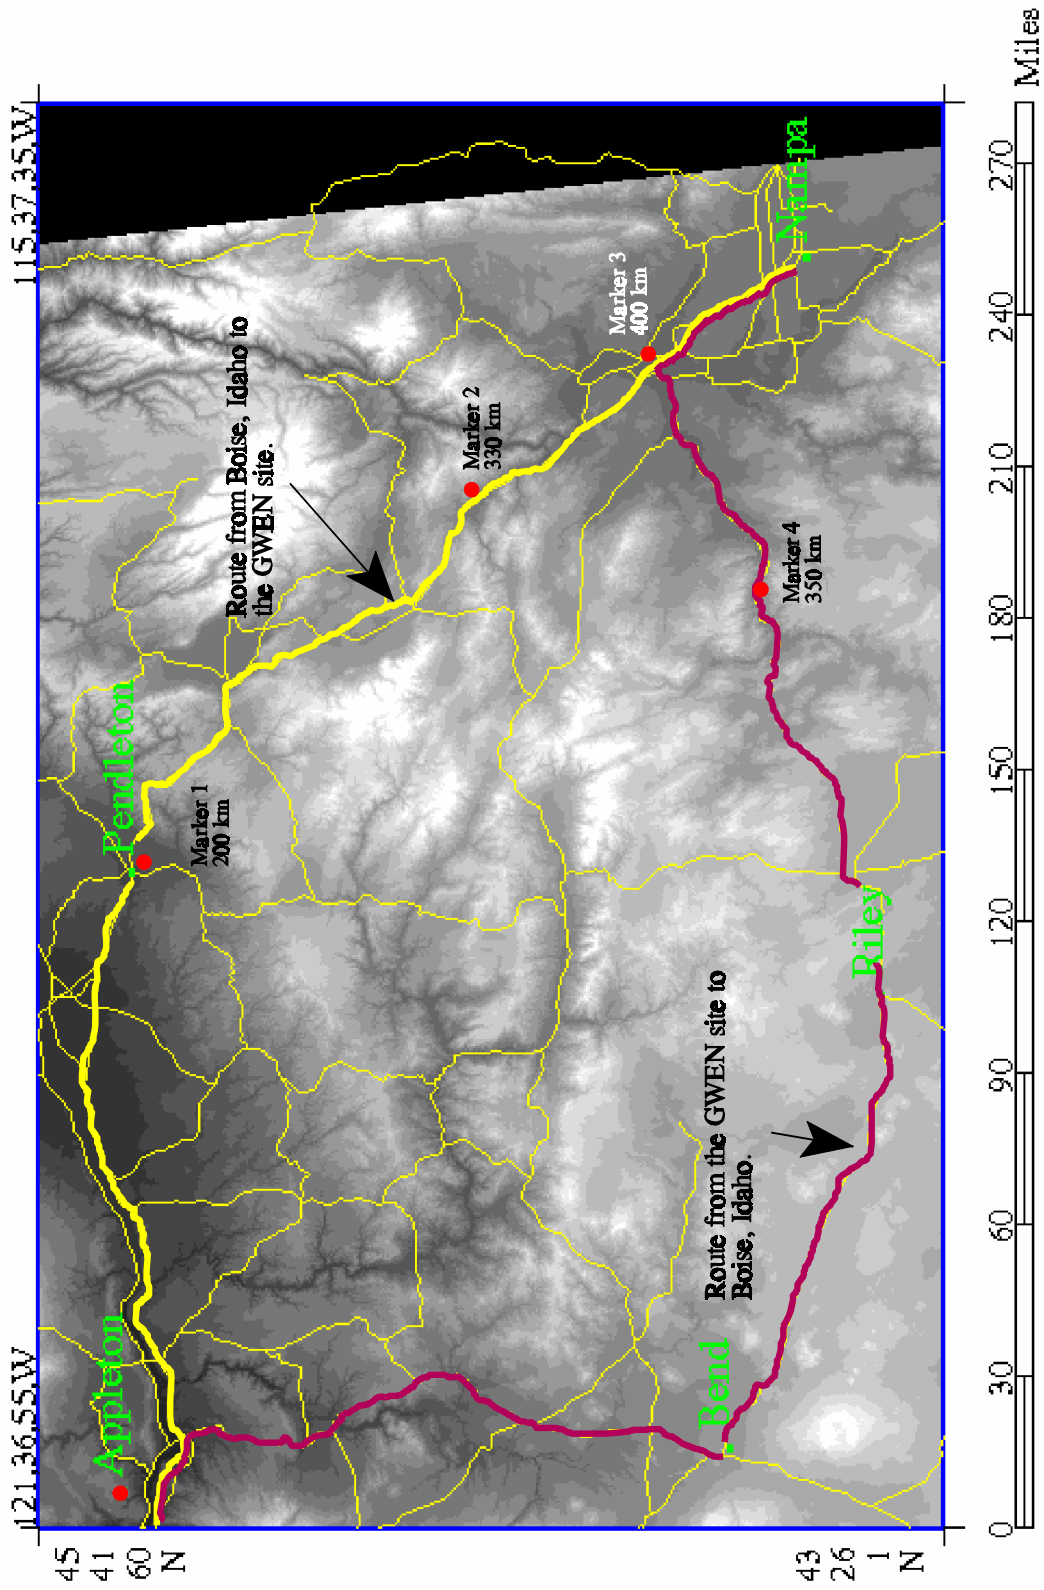 121.36.55.W
115.37.35.W
45
41
60
N
Appleton
Pendleton
Marker 1
200 km
Route from Boise, Idaho to
the GWEN site.
Marker 2
330 km
Marker 3
400 km
Nampa
Marker 4
350 km
Riley
Route from the GWEN site to
Boise, Idaho.
Bend
43
26
1
N
0
30
60
90
120
150
180
210
240
270
Miles